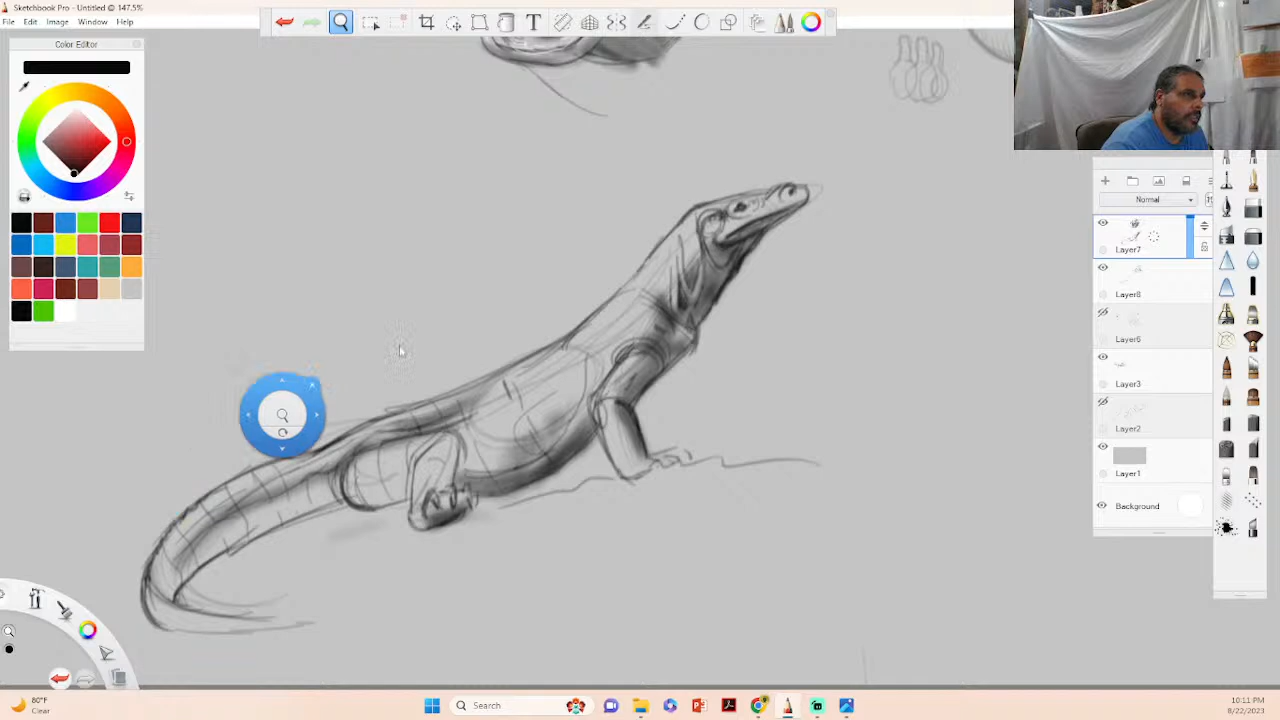 Sketchbook Pro - Untitled @ 147.5%
File Edit Image Window Help
Color Editor
T
Normal
Layer7
Layer8
Layer6
Layer3
Layer2
Layer1
Background
80°F
Clear
Search
10:11 PM
8/22/2023